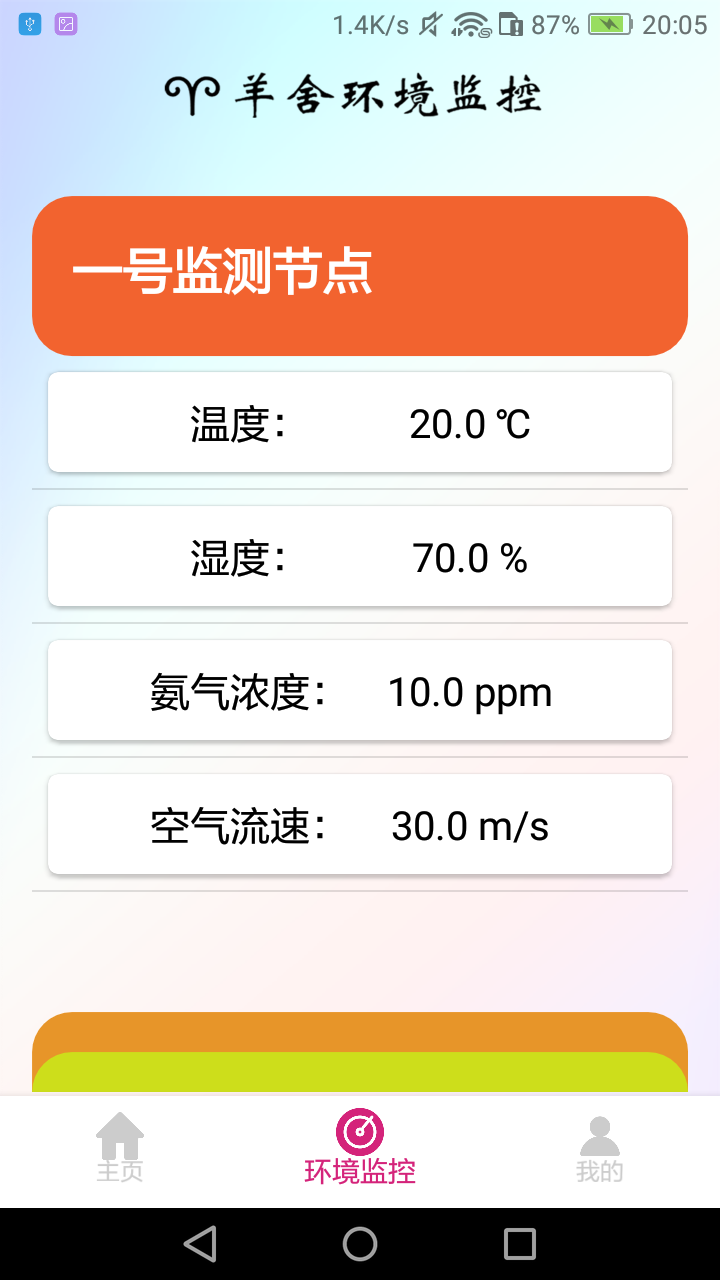 1.4K/s 87% 20:05
羊舍环境监控
一号监测节点
温度： 20.0 ℃
湿度： 70.0 %
氨气浓度： 10.0 ppm
空气流速： 30.0 m/s
主页 环境监控 我的